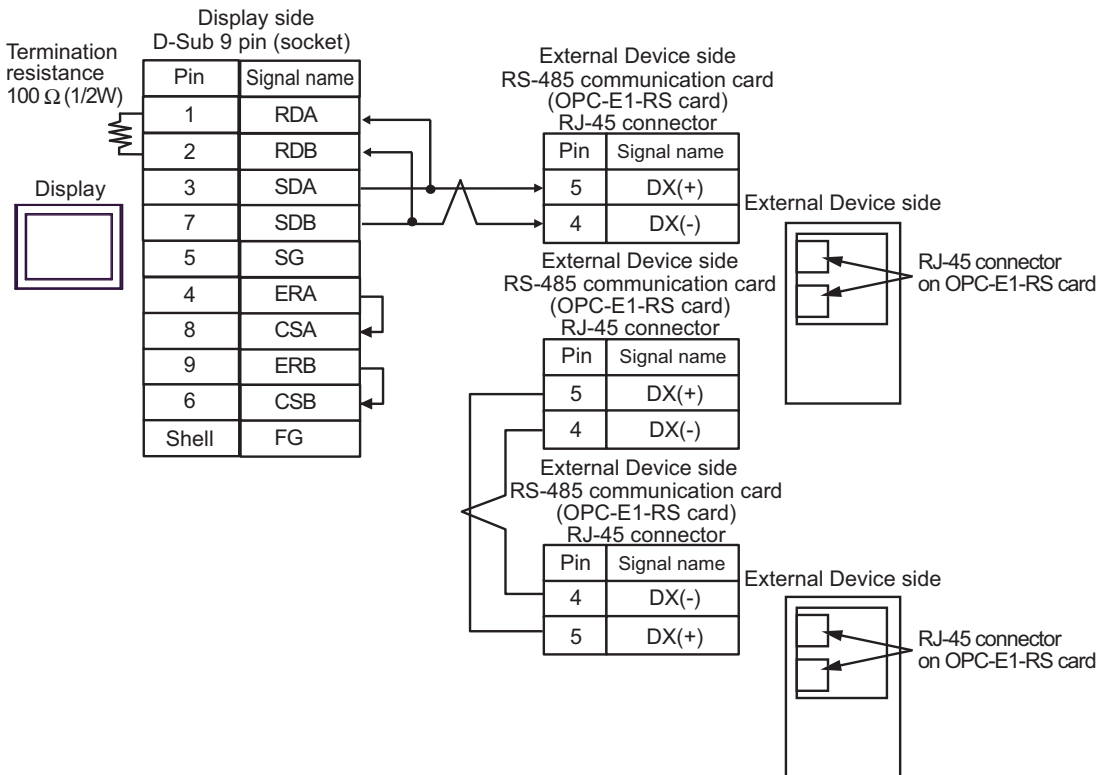 Display side
D-Sub 9 pin (socket)
Termination
resistance
100 Ω (1/2W)
Pin Signal name
1 RDA
2 RDB
3 SDA
7 SDB
5 SG
4 ERA
8 CSA
9 ERB
6 CSB
Shell FG
Display
External Device side
RS-485 communication card
(OPC-E1-RS card)
RJ-45 connector
Pin Signal name
5 DX(+)
4 DX(-)
External Device side
RJ-45 connector
on OPC-E1-RS card
External Device side
RS-485 communication card
(OPC-E1-RS card)
RJ-45 connector
Pin Signal name
5 DX(+)
4 DX(-)
External Device side
RS-485 communication card
(OPC-E1-RS card)
RJ-45 connector
Pin Signal name
4 DX(-)
5 DX(+)
External Device side
RJ-45 connector
on OPC-E1-RS card